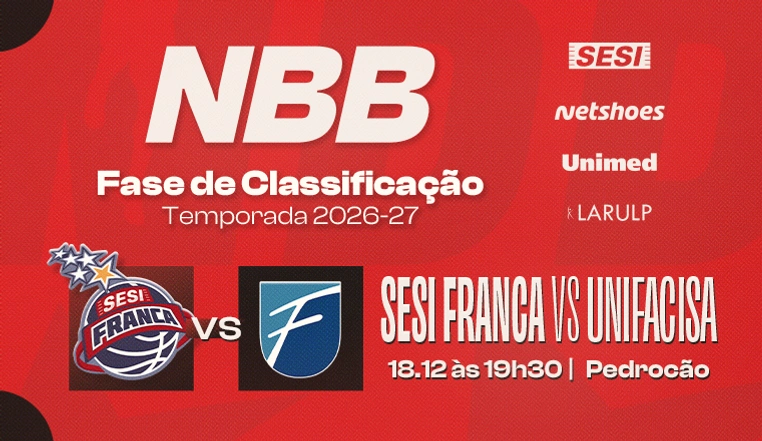 NBB
Fase de Classificação
Temporada 2026-27
SESI
netshoes
Unimed
LARULP
SESI
FRANCA
VS
F
SESI FRANCA VS UNIFACISA
18.12 às 19h30 | Pedrocão